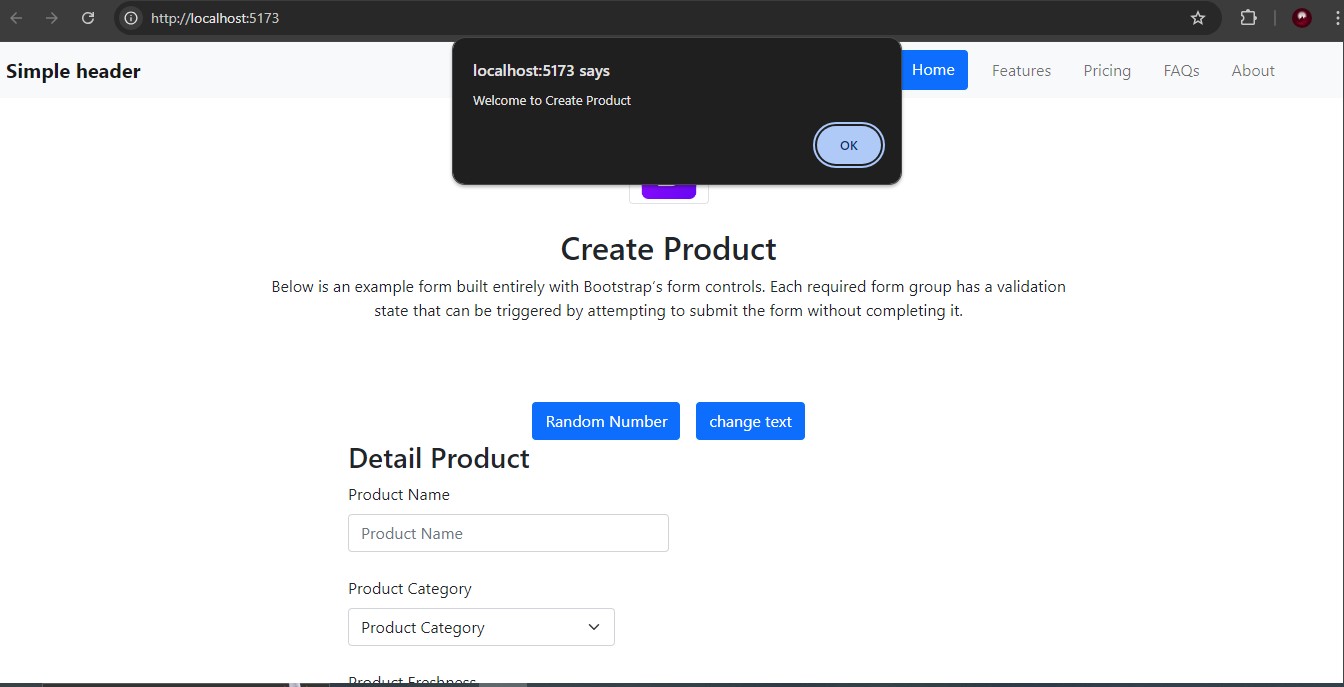 http://localhost:5173
Simple header
Home Features Pricing FAQs About
localhost:5173 says
Welcome to Create Product
OK
Create Product
Below is an example form built entirely with Bootstrap's form controls. Each required form group has a validation
state that can be triggered by attempting to submit the form without completing it.
Random Number change text
Detail Product
Product Name
Product Name
Product Category
Product Category
Product Freshness